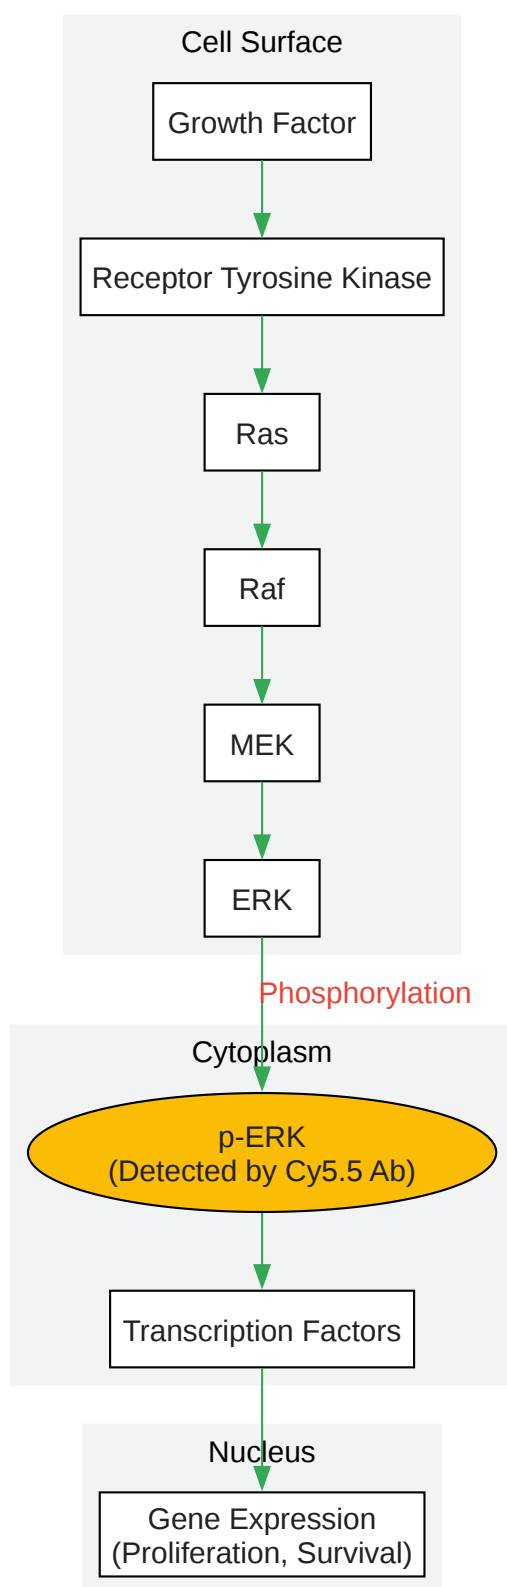 Cell Surface
Growth Factor
Receptor Tyrosine Kinase
Ras
Raf
MEK
ERK
Phosphorylation
Cytoplasm
p-ERK
(Detected by Cy5.5 Ab)
Transcription Factors
Nucleus
Gene Expression
(Proliferation, Survival)